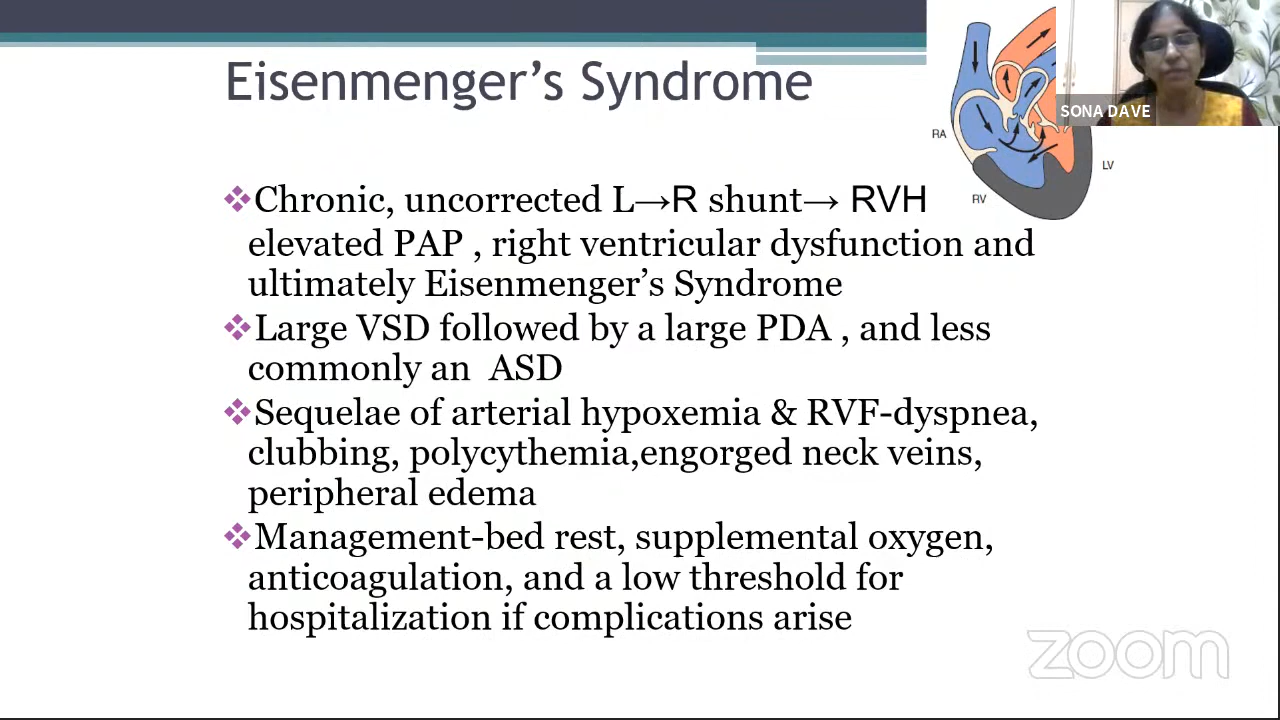 Eisenmenger’s Syndrome
SONA DAVE
RA
LV
RV
❖Chronic, uncorrected L→R shunt→ RVH
elevated PAP , right ventricular dysfunction and
ultimately Eisenmenger’s Syndrome
❖Large VSD followed by a large PDA , and less
commonly an ASD
❖Sequelae of arterial hypoxemia & RVF-dyspnea,
clubbing, polycythemia,engorged neck veins,
peripheral edema
❖Management-bed rest, supplemental oxygen,
anticoagulation, and a low threshold for
hospitalization if complications arise
zoom